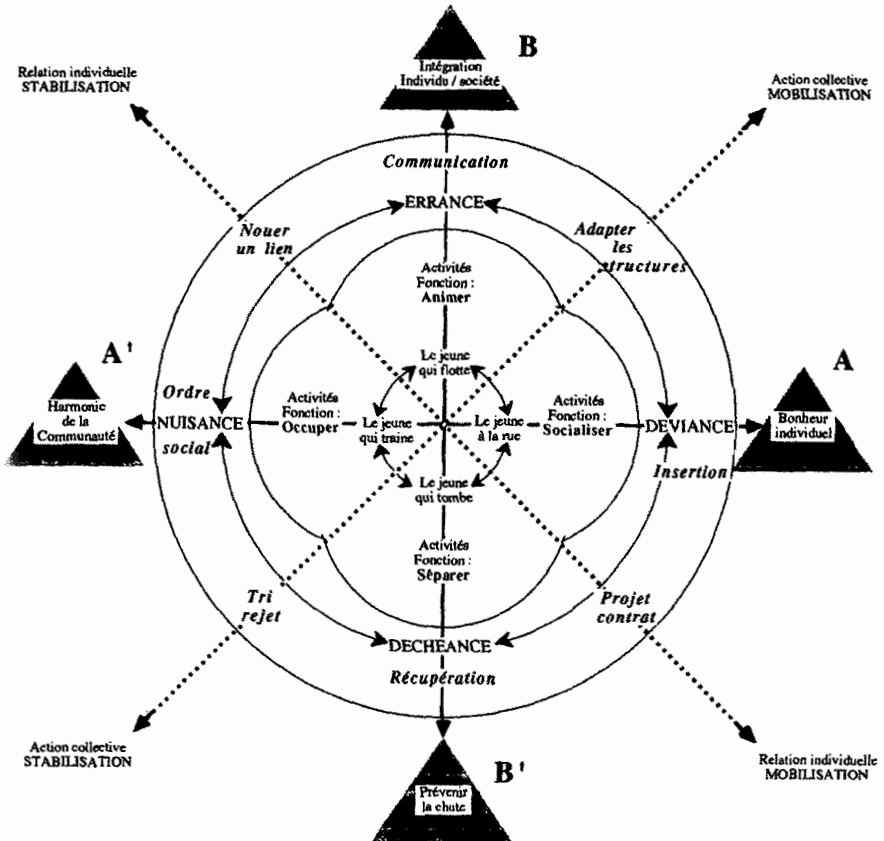 B
Intégration
Individu / société
Relation individuelle
STABILISATION
Action collective
MOBILISATION
Communication
ERRANCE
Nouer
un lien
Adapter
les
structures
Activités
Fonction :
Animer
Le jeune
qui flotte
A'
Harmonie
de la
Communauté
Ordre
NUISANCE
social
Activités
Fonction :
Occuper
Le jeune
qui traine
Le jeune
à la rue
Activités
Fonction :
Socialiser
DEVIANCE
Insertion
A
Bonheur
individuel
Le jeune
qui tombe
Activités
Fonction :
Séparer
Tri
rejet
Projet
contrat
DECHEANCE
Récupération
Action collective
STABILISATION
B'
Prévenir
la chute
Relation individuelle
MOBILISATION